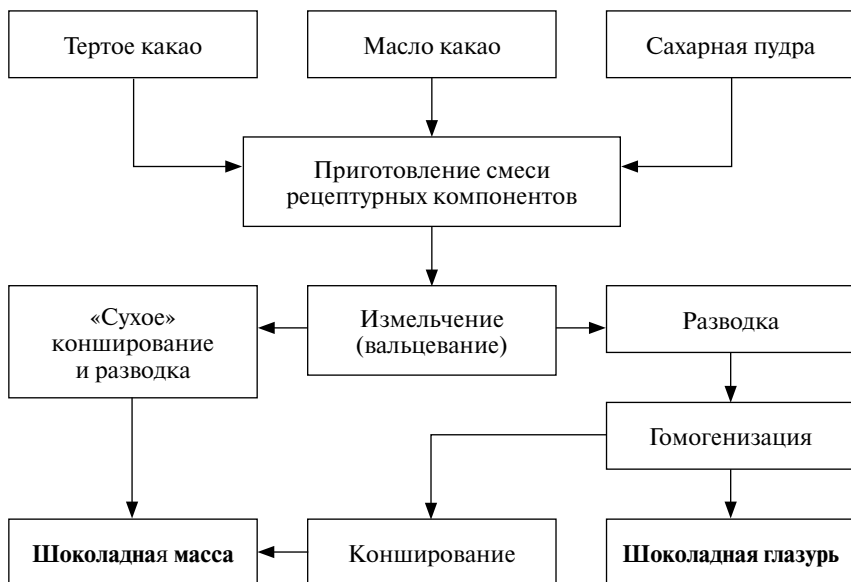 Тертое какао
Масло какао
Сахарная пудра
Приготовление смеси
рецептурных компонентов
«Сухое»
конширование
и разводка
Измельчение
(вальцевание)
Разводка
Гомогенизация
Шоколадная масса
Конширование
Шоколадная глазурь